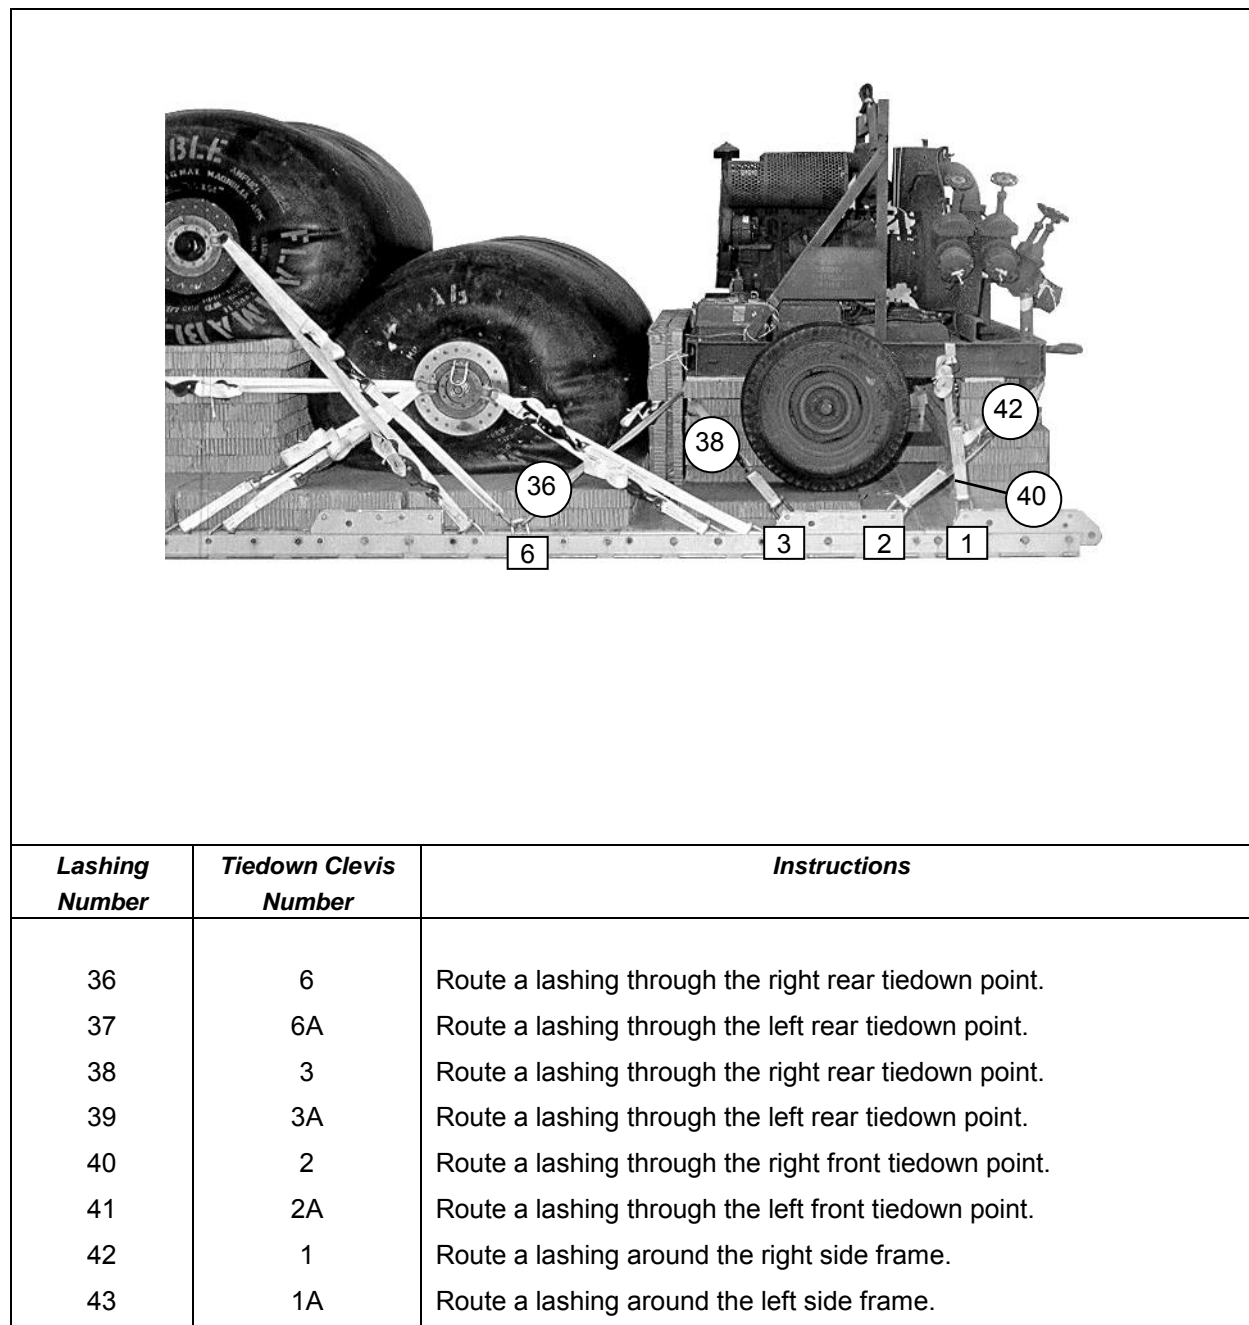 BLE
FLAMMABL
42
38
36
40
6
3
2
1
Lashing Number
Tiedown Clevis Number
Instructions
36 6 Route a lashing through the right rear tiedown point.
37 6A Route a lashing through the left rear tiedown point.
38 3 Route a lashing through the right rear tiedown point.
39 3A Route a lashing through the left rear tiedown point.
40 2 Route a lashing through the right front tiedown point.
41 2A Route a lashing through the left front tiedown point.
42 1 Route a lashing around the right side frame.
43 1A Route a lashing around the left side frame.